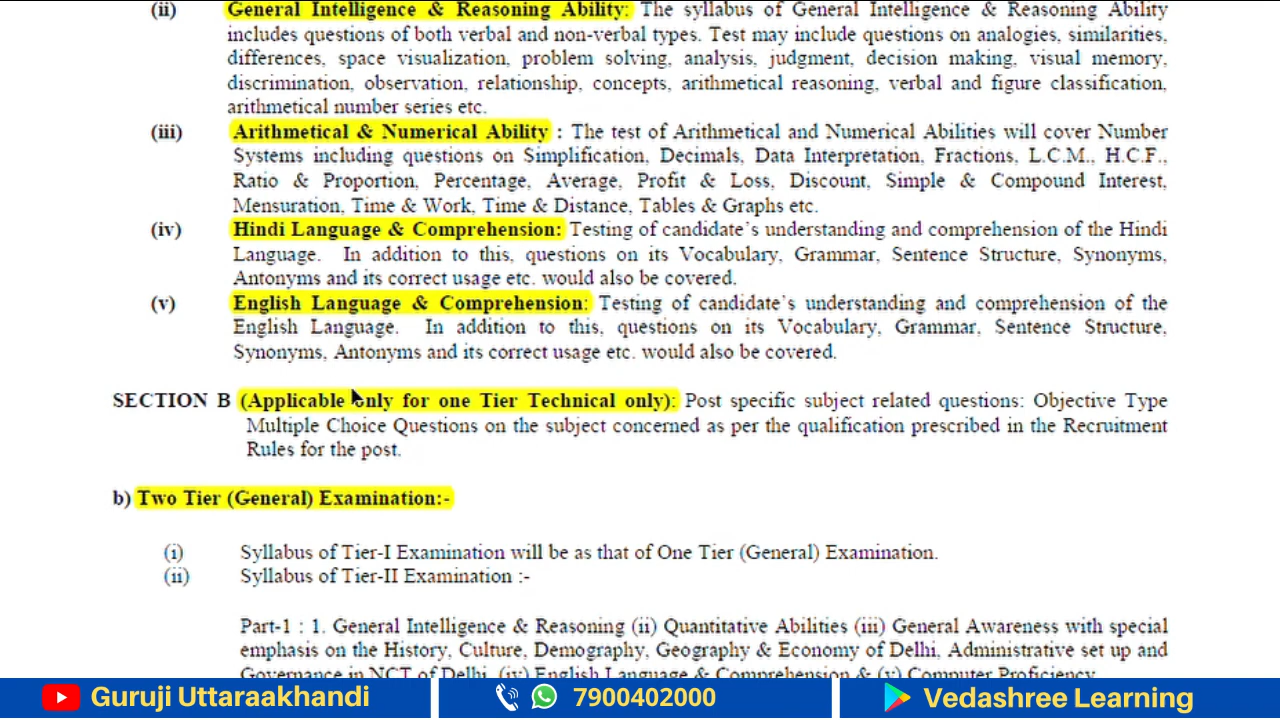 (ii) General Intelligence & Reasoning Ability: The syllabus of General Intelligence & Reasoning Ability
includes questions of both verbal and non-verbal types. Test may include questions on analogies, similarities,
differences, space visualization, problem solving, analysis, judgment, decision making, visual memory,
discrimination, observation, relationship, concepts, arithmetical reasoning, verbal and figure classification,
arithmetical number series etc.
(iii) Arithmetical & Numerical Ability : The test of Arithmetical and Numerical Abilities will cover Number
Systems including questions on Simplification, Decimals, Data Interpretation, Fractions, L.C.M., H.C.F.,
Ratio & Proportion, Percentage, Average, Profit & Loss, Discount, Simple & Compound Interest,
Mensuration, Time & Work, Time & Distance, Tables & Graphs etc.
(iv) Hindi Language & Comprehension: Testing of candidate's understanding and comprehension of the Hindi
Language. In addition to this, questions on its Vocabulary, Grammar, Sentence Structure, Synonyms,
Antonyms and its correct usage etc. would also be covered.
(v) English Language & Comprehension: Testing of candidate's understanding and comprehension of the
English Language. In addition to this, questions on its Vocabulary, Grammar, Sentence Structure,
Synonyms, Antonyms and its correct usage etc. would also be covered.
SECTION B (Applicable only for one Tier Technical only): Post specific subject related questions: Objective Type
Multiple Choice Questions on the subject concerned as per the qualification prescribed in the Recruitment
Rules for the post.
b) Two Tier (General) Examination:-
(i) Syllabus of Tier-I Examination will be as that of One Tier (General) Examination.
(ii) Syllabus of Tier-II Examination :-
Part-1 : 1. General Intelligence & Reasoning (ii) Quantitative Abilities (iii) General Awareness with special
emphasis on the History, Culture, Demography, Geography & Economy of Delhi, Administrative set up and
Governance in NCT of Delhi, (iv) English Language & Comprehension & (v) Computer Proficiency
Guruji Uttaraakhandi 7900402000 Vedashree Learning